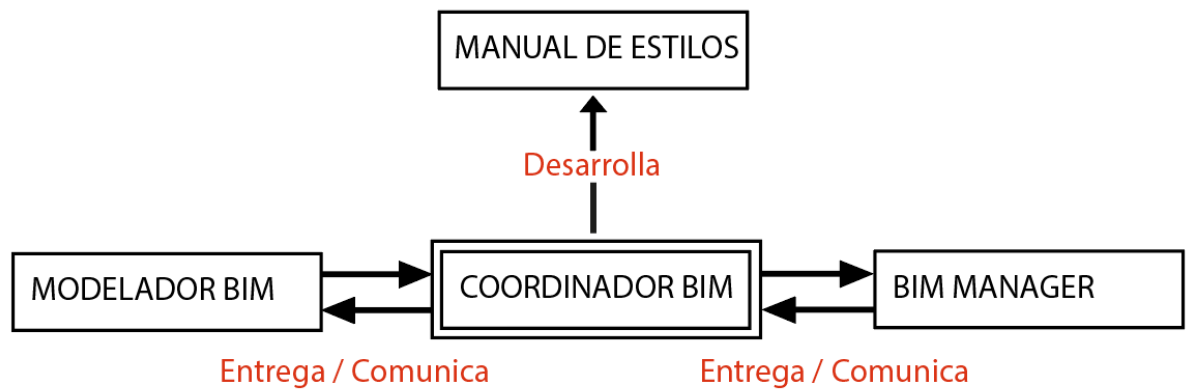 MANUAL DE ESTILOS
Desarrolla
MODELADOR BIM
COORDINADOR BIM
BIM MANAGER
Entrega / Comunica
Entrega / Comunica